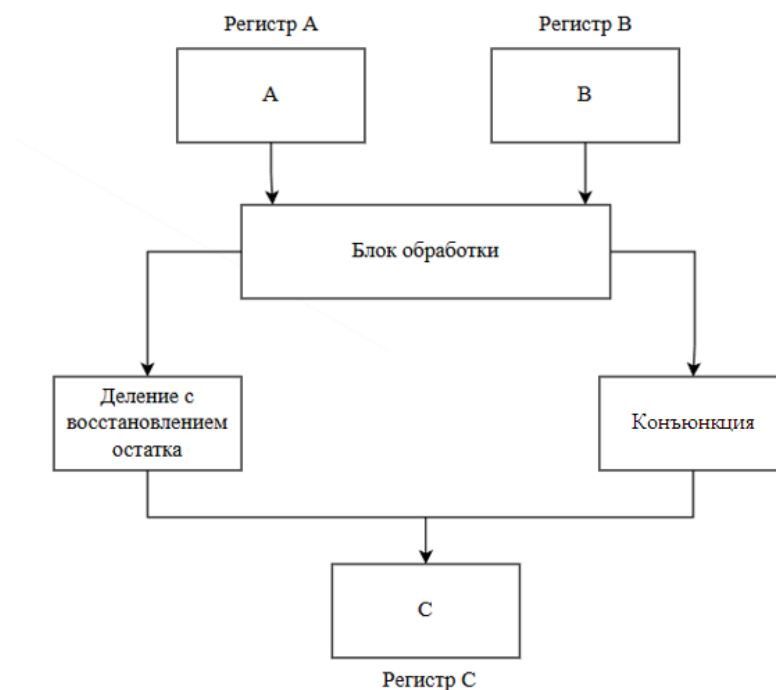 Регистр А
Регистр В
А
В
Блок обработки
Деление с
восстановлением
остатка
Конъюнкция
С
Регистр С